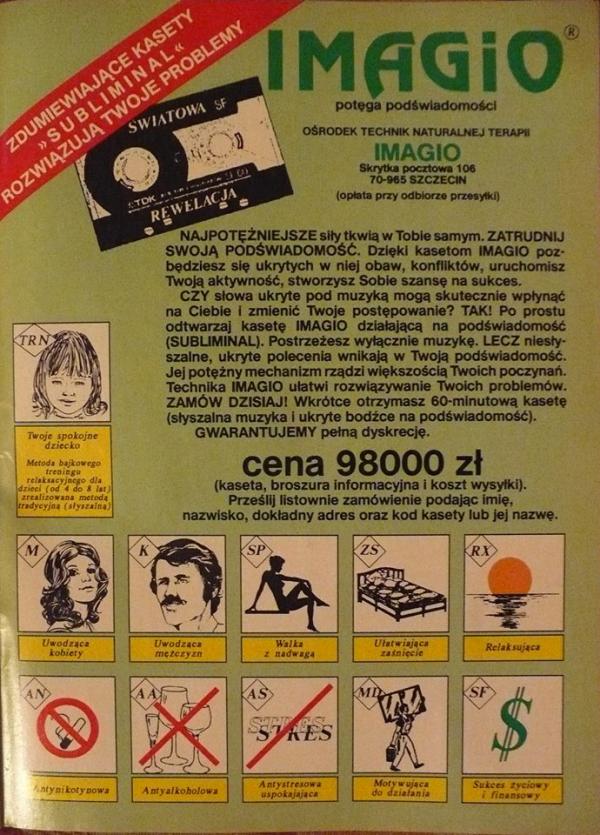 ZDUMIEWIAJĄCE KASETY
»SUBLIMINAL«
ROZWIĄZUJĄ TWOJE PROBLEMY
IMAGiO®
potęga podświadomości
OŚRODEK TECHNIK NATURALNEJ TERAPII
IMAGIO
Skrytka pocztowa 106
70-965 SZCZECIN
(opłata przy odbiorze przesyłki)
ŚWIATOWA SF
TDK
REWELACJA
NAJPOTĘŻNIEJSZE siły tkwią w Tobie samym. ZATRUDNIJ
SWOJĄ PODŚWIADOMOŚĆ. Dzięki kasetom IMAGIO poz-
będziesz się ukrytych w niej obaw, konfliktów, uruchomisz
Twoją aktywność, stworzysz Sobie szansę na sukces.
CZY słowa ukryte pod muzyką mogą skutecznie wpłynąć
na Ciebie i zmienić Twoje postępowanie? TAK! Po prostu
odtwarzaj kasetę IMAGIO działającą na podświadomość
(SUBLIMINAL). Postrzeżesz wyłącznie muzykę. LECZ niesły-
szalne, ukryte polecenia wnikają w Twoją podświadomość.
Jej potężny mechanizm rządzi większością Twoich poczynań.
Technika IMAGIO ułatwi rozwiązywanie Twoich problemów.
ZAMÓW DZISIAJ! Wkrótce otrzymasz 60-minutową kasetę
(słyszalna muzyka i ukryte bodźce na podświadomość).
GWARANTUJEMY pełną dyskrecję.
cena 98000 zł
(kaseta, broszura informacyjna i koszt wysyłki).
Prześlij listownie zamówienie podając imię,
nazwisko, dokładny adres oraz kod kasety lub jej nazwę.
TRN
Twoje spokojne
dziecko
Metoda bajkowego
treningu
relaksacyjnego dla
dzieci (od 4 do 8 lat)
zrealizowana metodą
tradycyjną (słyszalną)
M
Uwodząca
kobiety
K
Uwodząca
mężczyzn
SP
Walka
z nadwagą
ZS
Ułatwiająca
zaśnięcie
RX
Relaksująca
AN
Antynikotynowa
AA
Antyalkoholowa
AS
STRES
STRES
Antystresowa
uspokajająca
MD
Motywująca
do działania
SF
$
Sukces życiowy
i finansowy